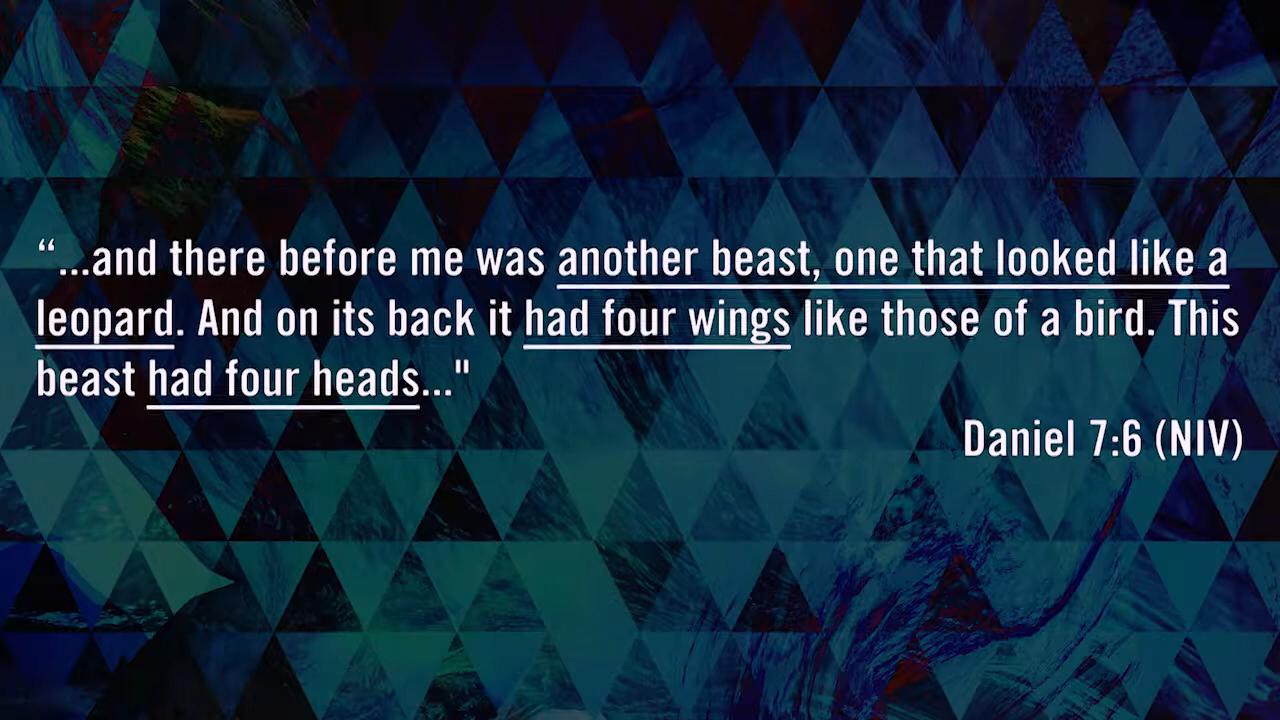 “...and there before me was another beast, one that looked like a
leopard. And on its back it had four wings like those of a bird. This
beast had four heads..."
Daniel 7:6 (NIV)